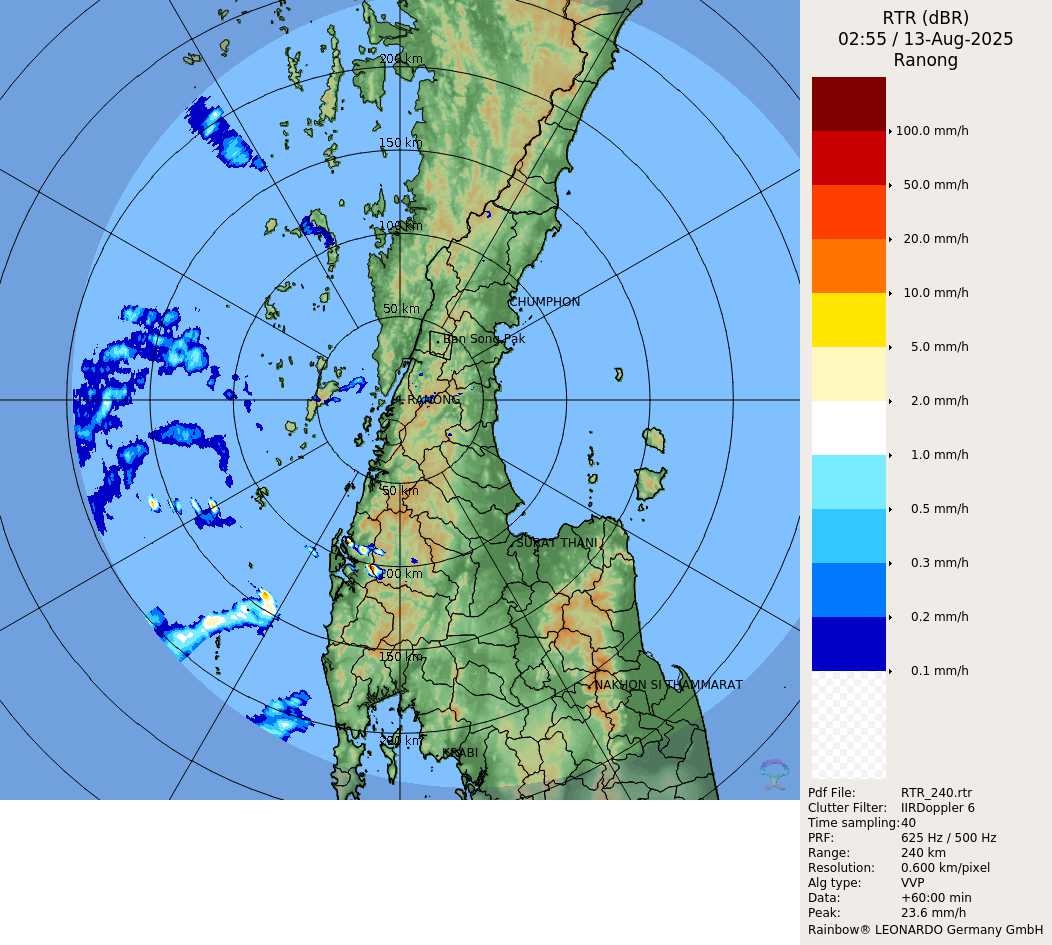 RTR (dBR)
02:55 / 13-Aug-2025
Ranong
200 km
150 km
100 km
50 km
CHUMPHON
Ban Song Pak
RANONG
50 km
SURAT THANI
100 km
150 km
NAKHON SI THAMMARAT
200 km
KRABI
100.0 mm/h
50.0 mm/h
20.0 mm/h
10.0 mm/h
5.0 mm/h
2.0 mm/h
1.0 mm/h
0.5 mm/h
0.3 mm/h
0.2 mm/h
0.1 mm/h
Pdf File: RTR_240.rtr
Clutter Filter: IIRDoppler 6
Time sampling: 40
PRF: 625 Hz / 500 Hz
Range: 240 km
Resolution: 0.600 km/pixel
Alg type: VVP
Data: +60:00 min
Peak: 23.6 mm/h
Rainbow® LEONARDO Germany GmbH